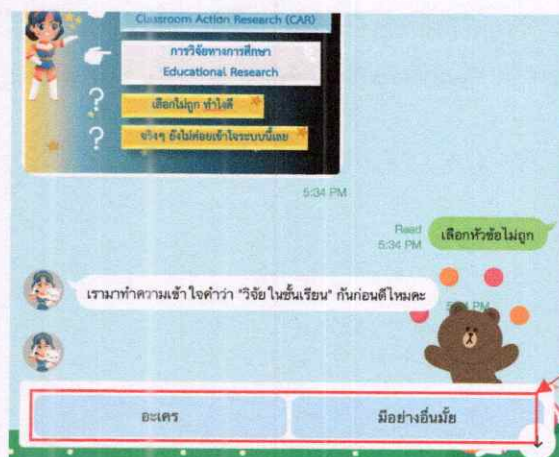 Classroom Action Research (CAR)
การวิจัยทางการศึกษา
Educational Research
? เลือกไม่ถูก ทำไงดี
? จริงๆ ยังไม่ค่อยเข้าใจระบบนี้เลย
5:34 PM
Read
5:34 PM
เลือกหัวข้อไม่ถูก
เรามาทำความเข้าใจคำว่า "วิจัยในชั้นเรียน" กันก่อนดีไหมคะ
PM
อะเคร
มีอย่างอื่นมั้ย